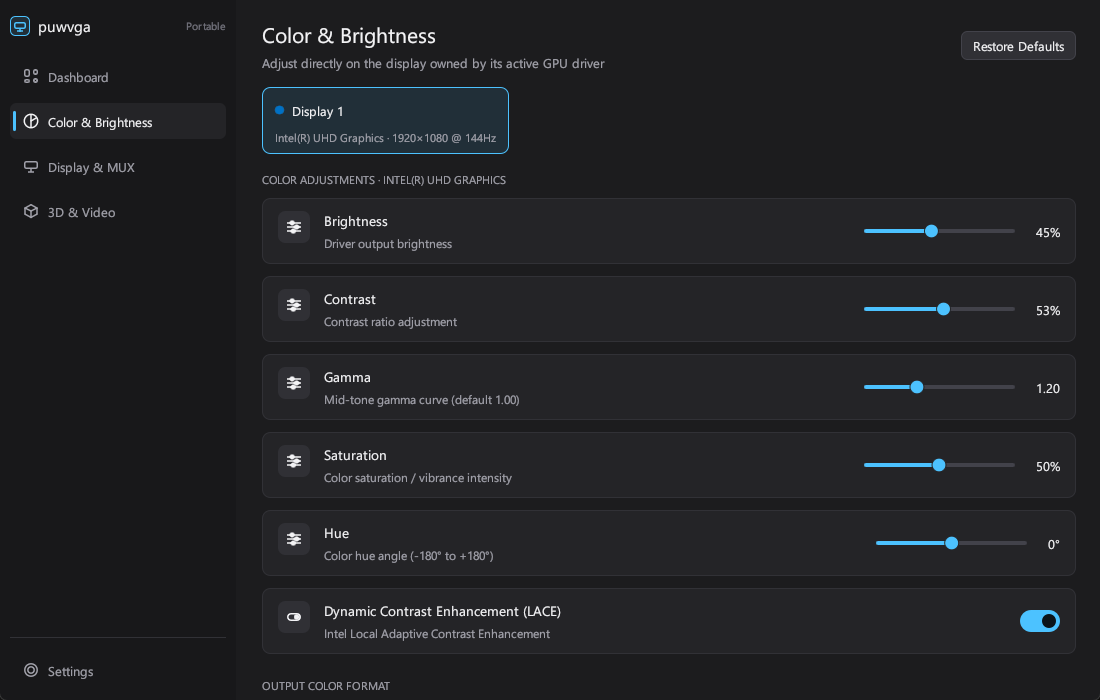 puwvga
Portable
Dashboard
Color & Brightness
Display & MUX
3D & Video
Settings
Color & Brightness
Adjust directly on the display owned by its active GPU driver
Restore Defaults
Display 1
Intel(R) UHD Graphics · 1920×1080 @ 144Hz
COLOR ADJUSTMENTS · INTEL(R) UHD GRAPHICS
Brightness
Driver output brightness
45%
Contrast
Contrast ratio adjustment
53%
Gamma
Mid-tone gamma curve (default 1.00)
1.20
Saturation
Color saturation / vibrance intensity
50%
Hue
Color hue angle (-180° to +180°)
0°
Dynamic Contrast Enhancement (LACE)
Intel Local Adaptive Contrast Enhancement
OUTPUT COLOR FORMAT